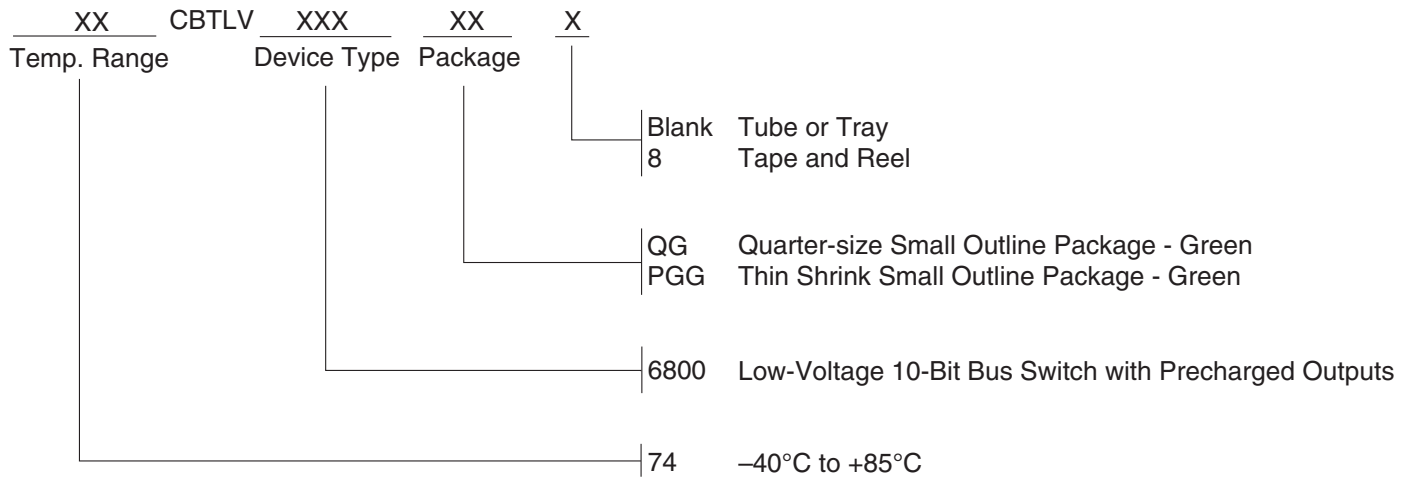 XX CBTLV XXX XX X
Temp. Range Device Type Package
Blank Tube or Tray
8 Tape and Reel
QG Quarter-size Small Outline Package - Green
PGG Thin Shrink Small Outline Package - Green
6800 Low-Voltage 10-Bit Bus Switch with Precharged Outputs
74 –40°C to +85°C